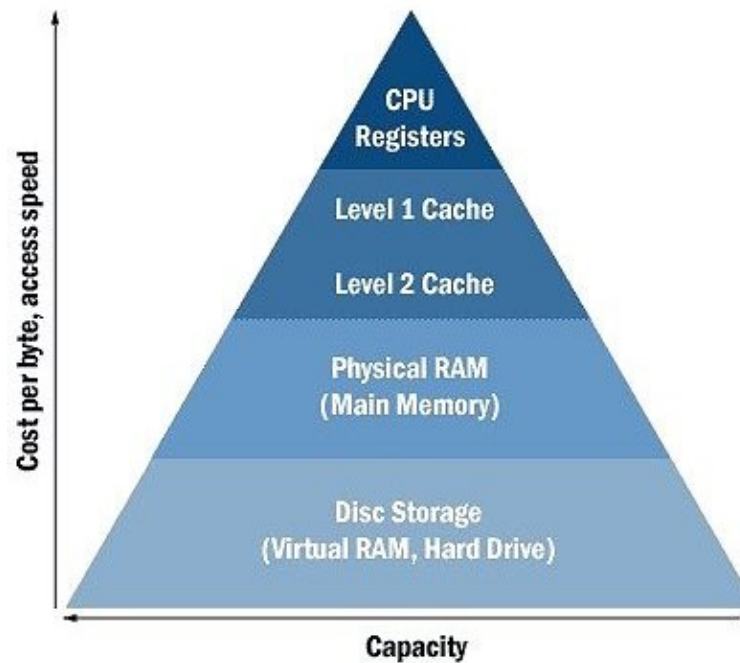 Cost per byte, access speed
CPU
Registers
Level 1 Cache
Level 2 Cache
Physical RAM
(Main Memory)
Disc Storage
(Virtual RAM, Hard Drive)
Capacity